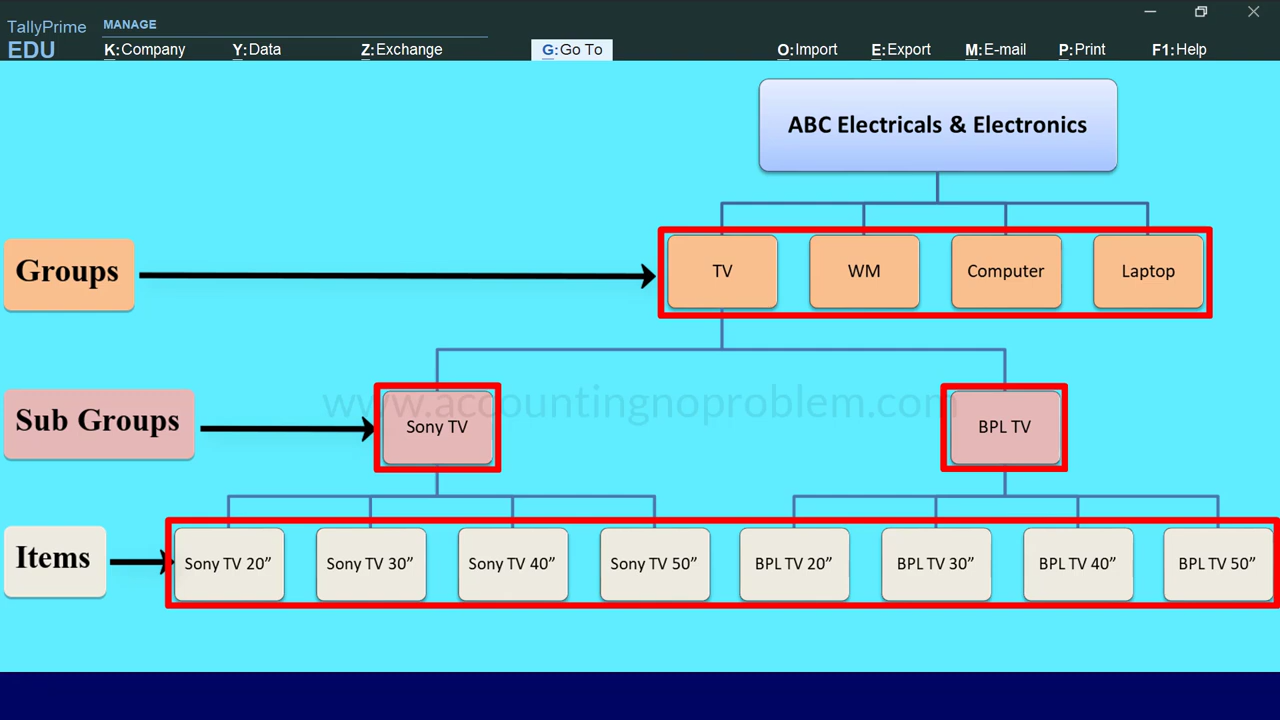 TallyPrime
EDU
MANAGE
K:Company Y:Data Z:Exchange G:Go To O:Import E:Export M:E-mail P:Print F1:Help
ABC Electricals & Electronics
Groups
TV WM Computer Laptop
www.accountingnoproblem.com
Sub Groups
Sony TV BPL TV
Items
Sony TV 20” Sony TV 30” Sony TV 40” Sony TV 50” BPL TV 20” BPL TV 30” BPL TV 40” BPL TV 50”